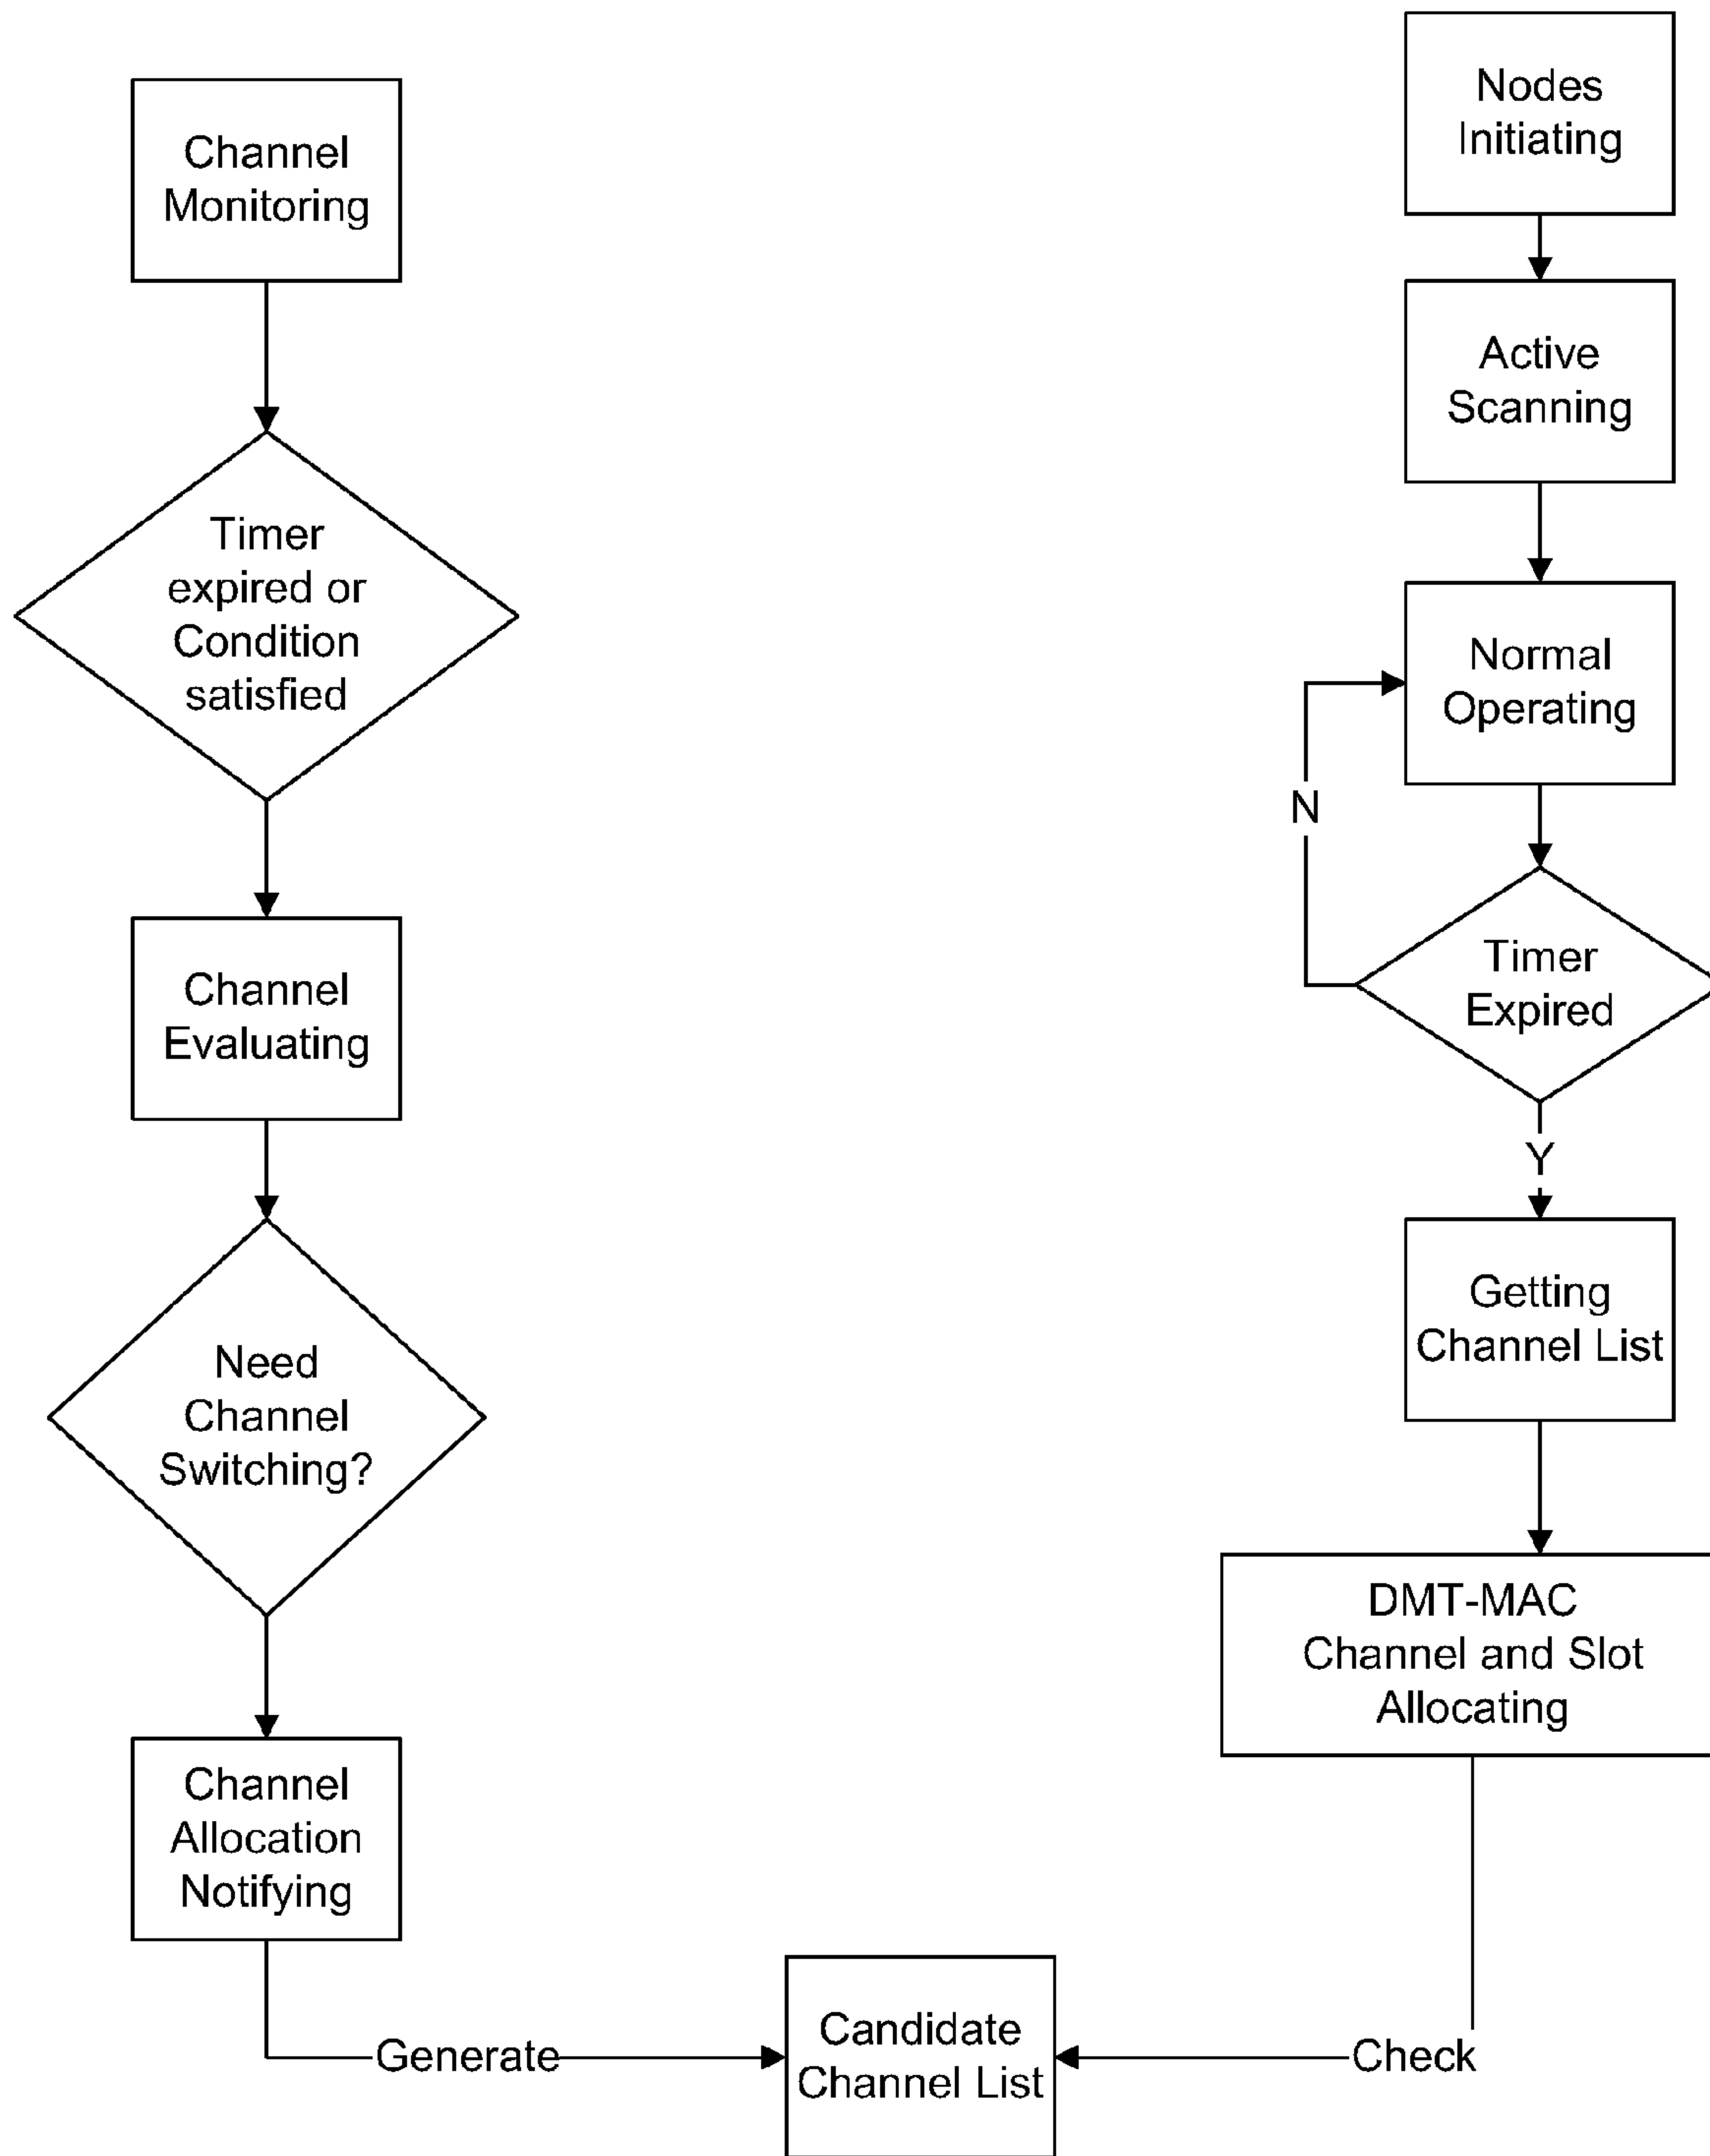 Channel
Monitoring
Timer
expired or
Condition
satisfied
Channel
Evaluating
Need
Channel
Switching?
Channel
Allocation
Notifying
Generate
Candidate
Channel List
Nodes
Initiating
Active
Scanning
Normal
Operating
N
Timer
Expired
Y
Getting
Channel List
DMT-MAC
Channel and Slot
Allocating
Check